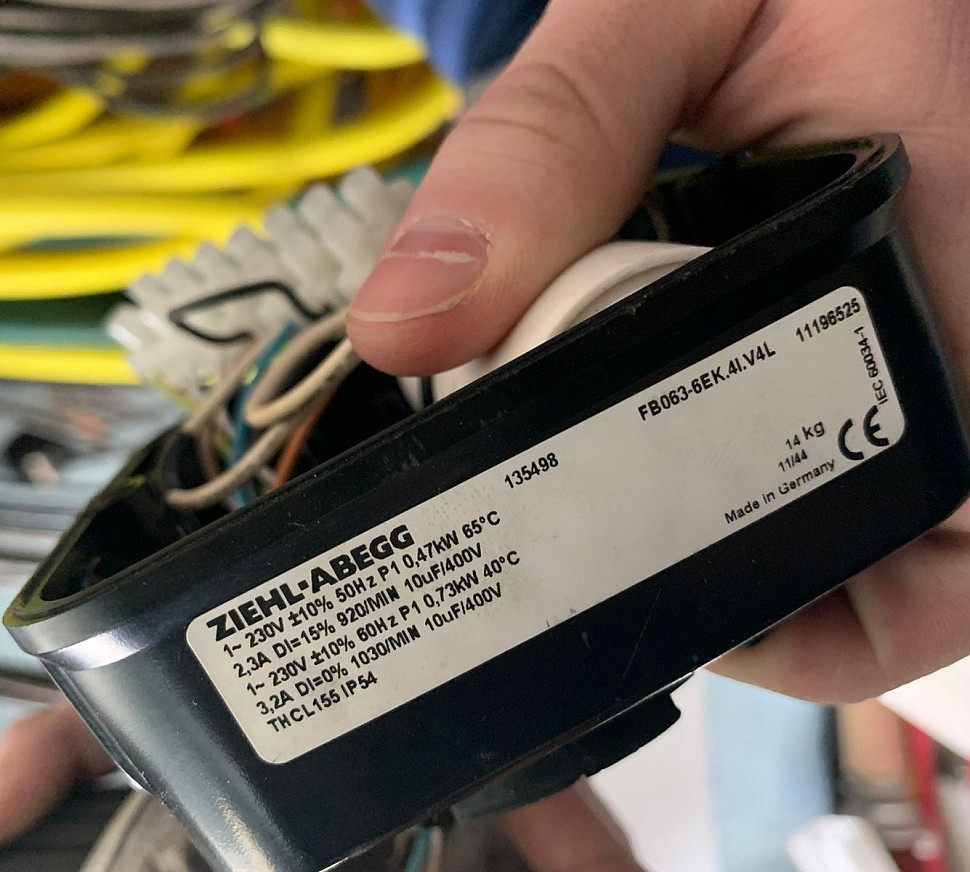 ZIEHL-ABEGG
1~ 230V ±10% 50Hz P1 0,47kW 65°C
2,3A DI=15% 920/MIN 10uF/400V
1~ 230V ±10% 60Hz P1 0,73kW 40°C
3,2A DI=0% 1030/MIN 10uF/400V
THCL155 IP54
135498
FB063-6EK.4I.V4L
11196525
14 kg
11/44
Made in Germany
CE
IEC 60034-1